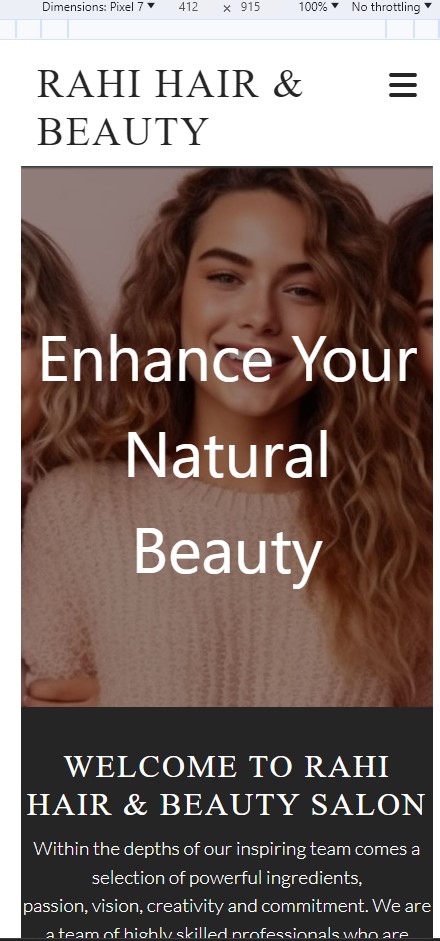 Dimensions: Pixel 7 ▼ 412 × 915 100% ▼ No throttling ▼
RAHI HAIR &
BEAUTY
Enhance Your
Natural
Beauty
WELCOME TO RAHI
HAIR & BEAUTY SALON
Within the depths of our inspiring team comes a
selection of powerful ingredients,
passion, vision, creativity and commitment. We are
a team of highly skilled professionals who are